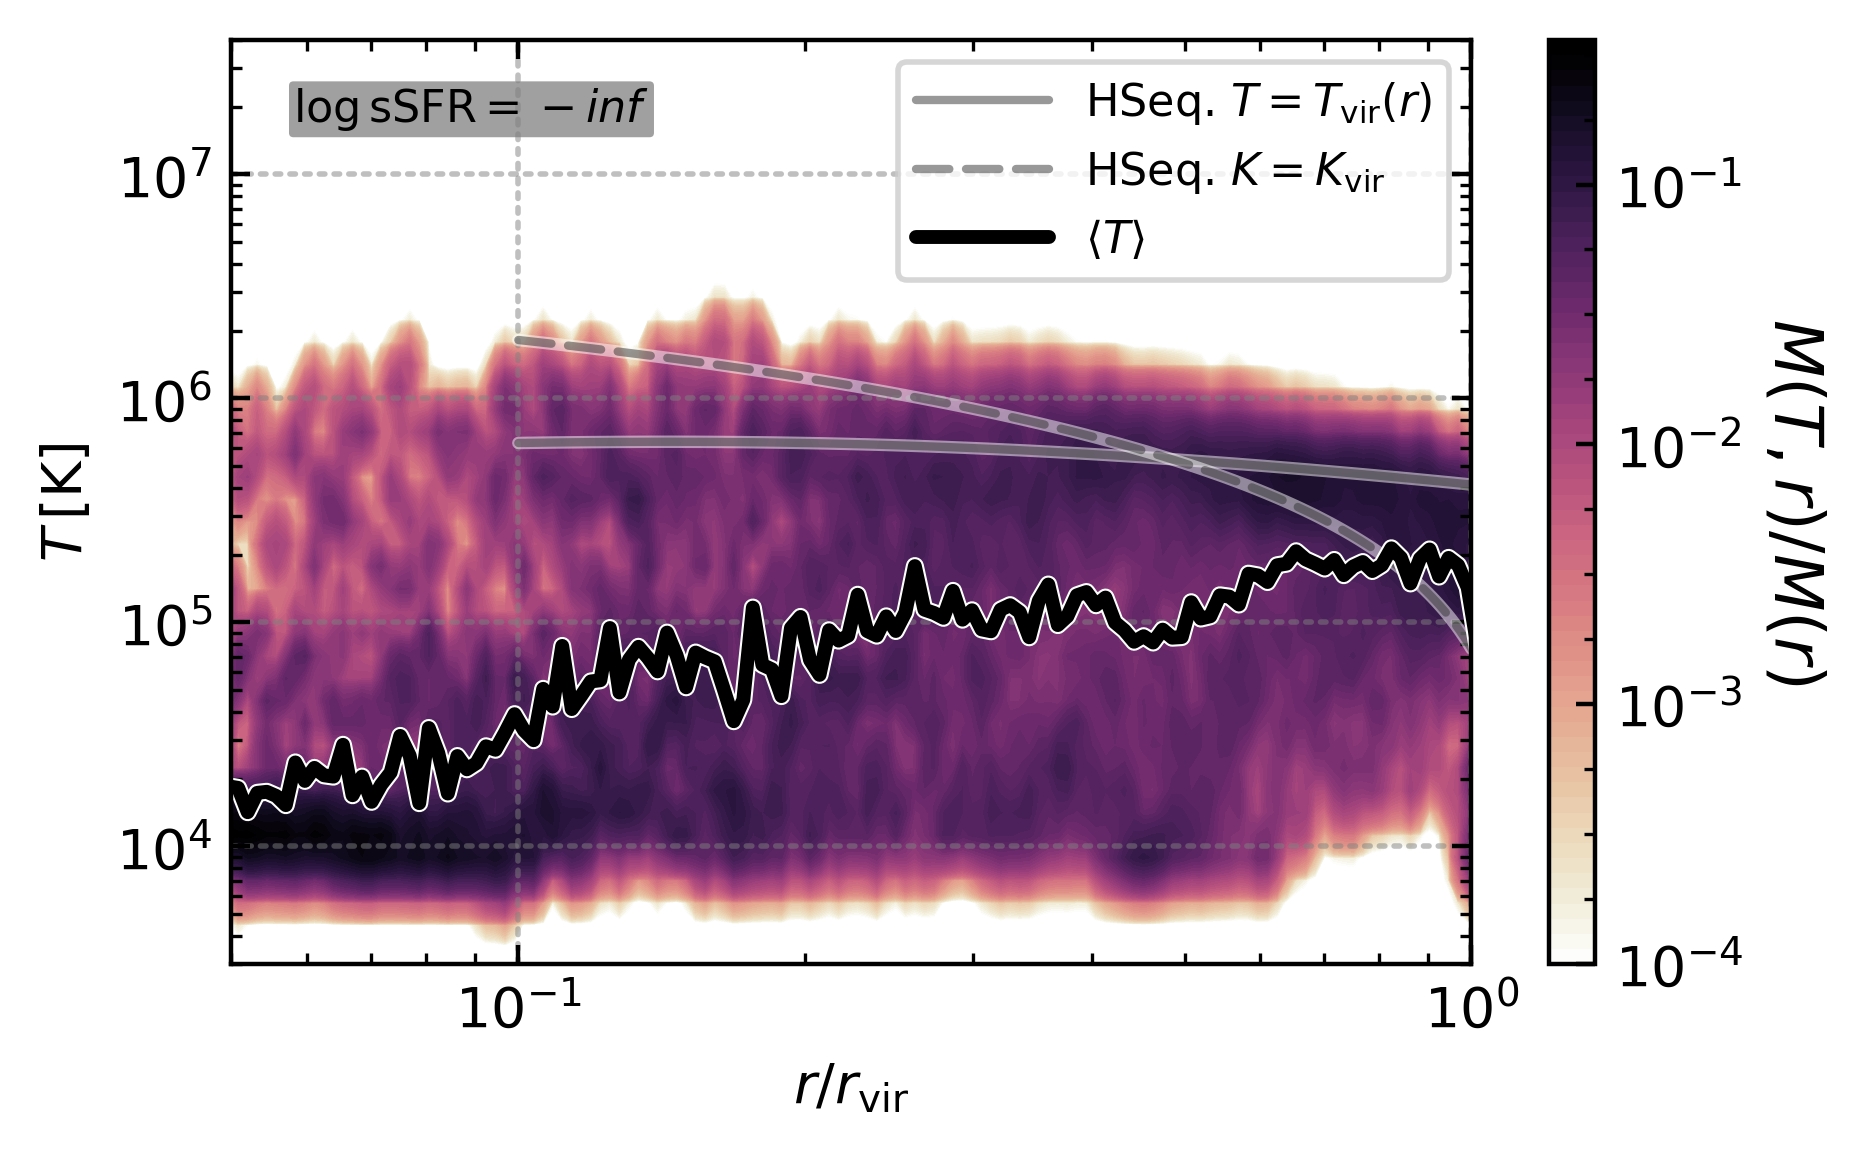 log sSFR = −inf
HSeq. T = T_vir(r)
HSeq. K = K_vir
⟨T⟩
10^7
10^6
10^5
10^4
T [K]
10^−1
10^0
r/r_vir
10^−1
10^−2
10^−3
10^−4
M(T, r)/M(r)